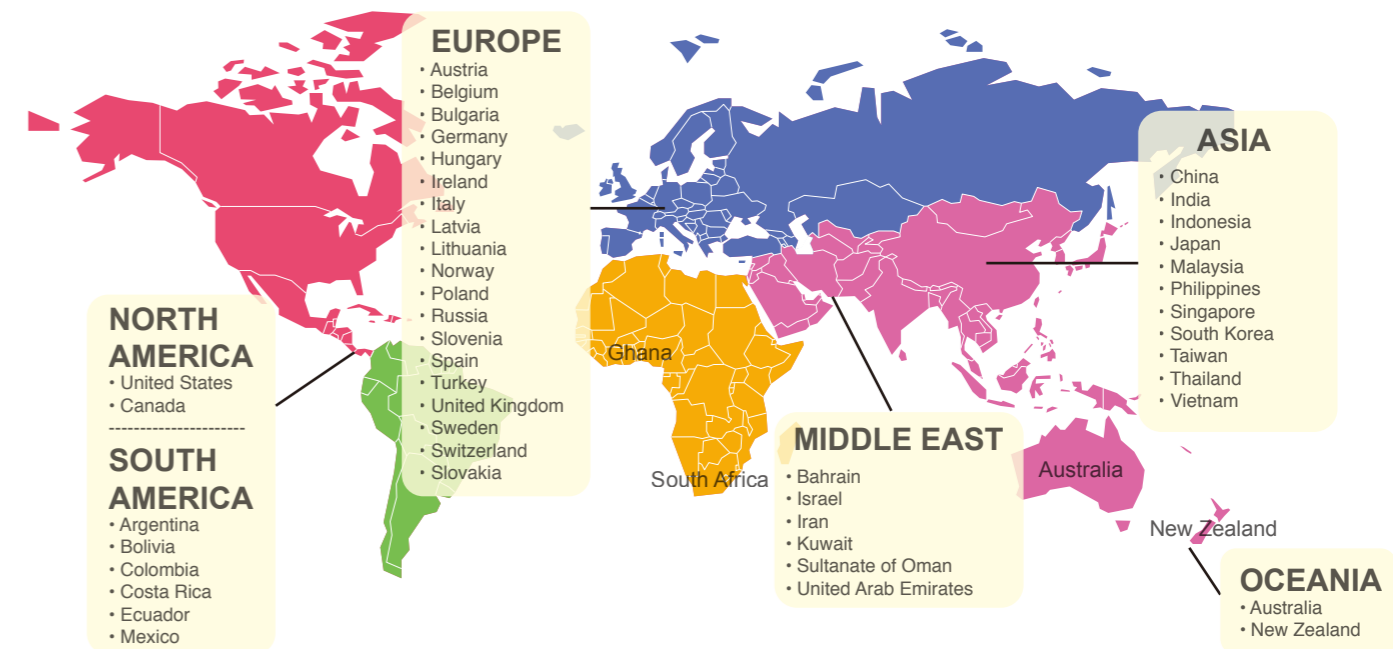 EUROPE
• Austria
• Belgium
• Bulgaria
• Germany
• Hungary
• Ireland
• Italy
• Latvia
• Lithuania
• Norway
• Poland
• Russia
• Slovenia
• Spain
• Turkey
• United Kingdom
• Sweden
• Switzerland
• Slovakia
ASIA
• China
• India
• Indonesia
• Japan
• Malaysia
• Philippines
• Singapore
• South Korea
• Taiwan
• Thailand
• Vietnam
NORTH
AMERICA
• United States
• Canada
----------------------
SOUTH
AMERICA
• Argentina
• Bolivia
• Colombia
• Costa Rica
• Ecuador
• Mexico
Ghana
South Africa
MIDDLE EAST
• Bahrain
• Israel
• Iran
• Kuwait
• Sultanate of Oman
• United Arab Emirates
Australia
New Zealand
OCEANIA
• Australia
• New Zealand